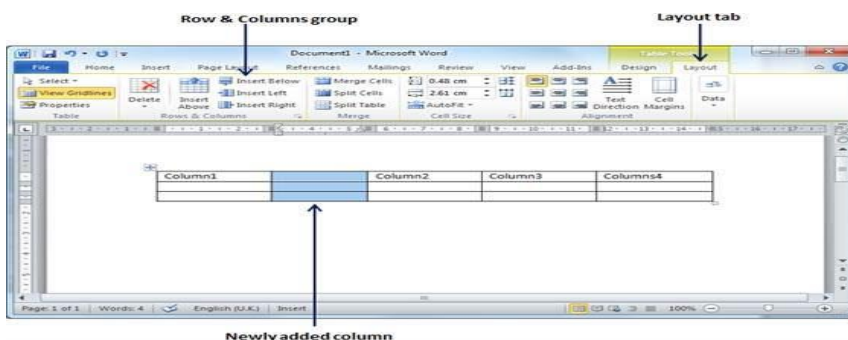 Row & Columns group
Layout tab
Document1 - Microsoft Word
Table Tools
File Home Insert Page Layout References Mailings Review View Add-Ins Design Layout
Select
View Gridlines
Properties
Table
Delete
Insert Above
Insert Below
Insert Left
Insert Right
Rows & Columns
Merge Cells
Split Cells
Split Table
Merge
0.48 cm
2.61 cm
AutoFit
Cell Size
Text Direction
Cell Margins
Alignment
Data
Column1 Column2 Column3 Columns4
Page: 1 of 1 Words: 4 English (U.K.) Insert 100%
Newly added column